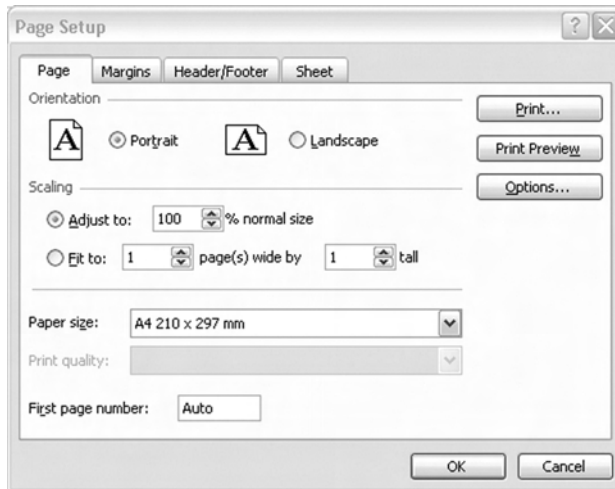 Page Setup
Page Margins Header/Footer Sheet
Orientation
A Portrait A Landscape
Print...
Print Preview
Options...
Scaling
Adjust to: 100 % normal size
Fit to: 1 page(s) wide by 1 tall
Paper size: A4 210 x 297 mm
Print quality:
First page number: Auto
OK Cancel